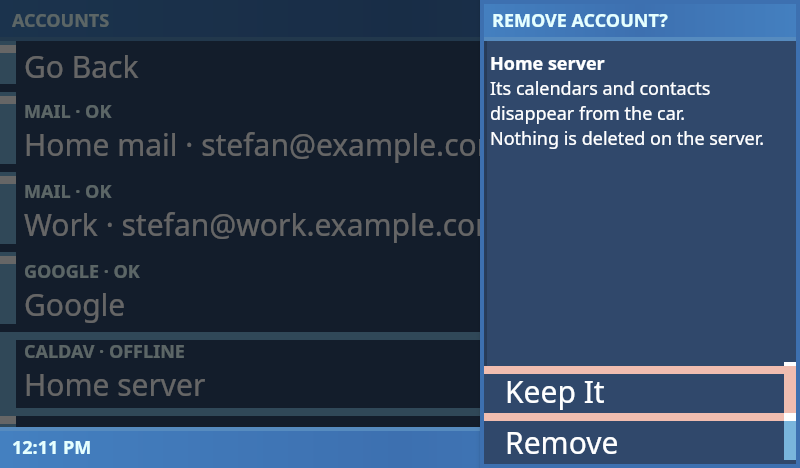 ACCOUNTS
Go Back
MAIL · OK
Home mail · stefan@example.co
MAIL · OK
Work · stefan@work.example.co
GOOGLE · OK
Google
CALDAV · OFFLINE
Home server
12:11 PM
REMOVE ACCOUNT?
Home server
Its calendars and contacts
disappear from the car.
Nothing is deleted on the server.
Keep It
Remove